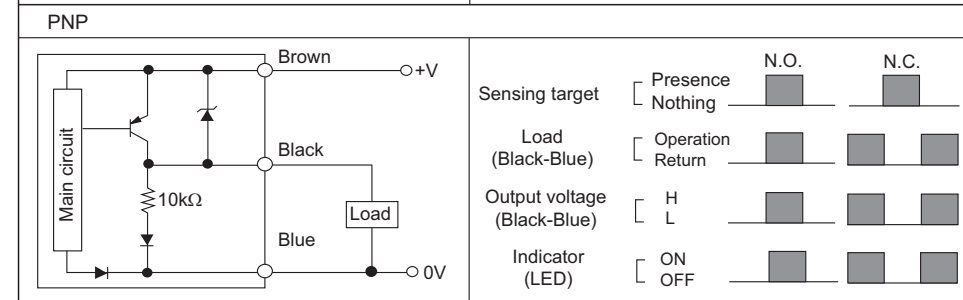 PNP
Brown
+V
Main circuit
Black
10kΩ
Load
Blue
0V
N.O.
N.C.
Sensing target
Presence
Nothing
Load
(Black-Blue)
Operation
Return
Output voltage
(Black-Blue)
H
L
Indicator
(LED)
ON
OFF